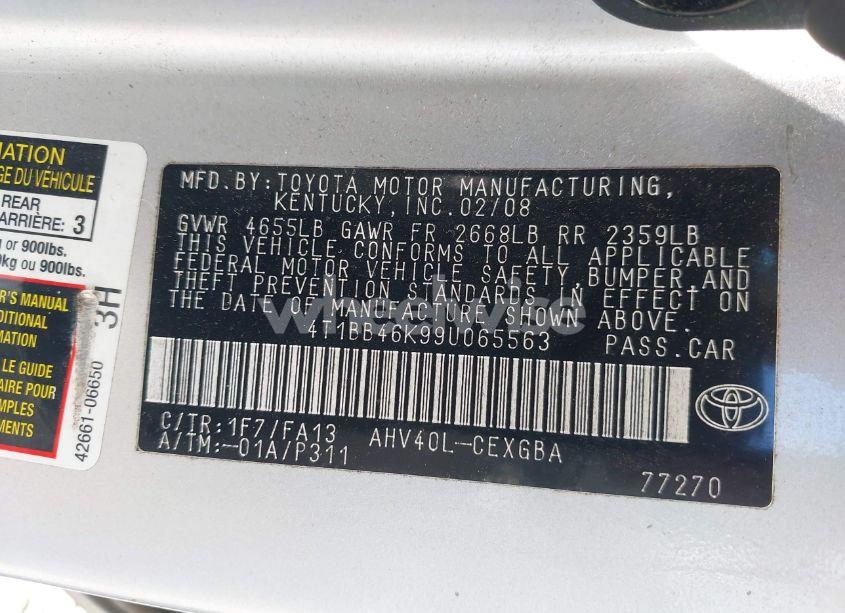 MATION
GE DU VÉHICULE
REAR
ARRIÈRE: 3
or 900lbs.
kg ou 900lbs.
R'S MANUAL
DITIONAL
MATION
LE GUIDE
AIRE POUR
MPLES
MENTS
42661-06650
3H
MFD. BY: TOYOTA MOTOR MANUFACTURING,
KENTUCKY, INC. 02/08
GVWR 4655LB GAWR FR 2668LB RR 2359LB
THIS VEHICLE CONFORMS TO ALL APPLICABLE
FEDERAL MOTOR VEHICLE SAFETY, BUMPER, AND
THEFT PREVENTION STANDARDS IN EFFECT ON
THE DATE OF MANUFACTURE SHOWN ABOVE.
4T1BB46K99U065563 PASS.CAR
wheelwise
C/TR:1F7/FA13
A/TM:-01A/P311 AHV40L-CEXGBA
77270